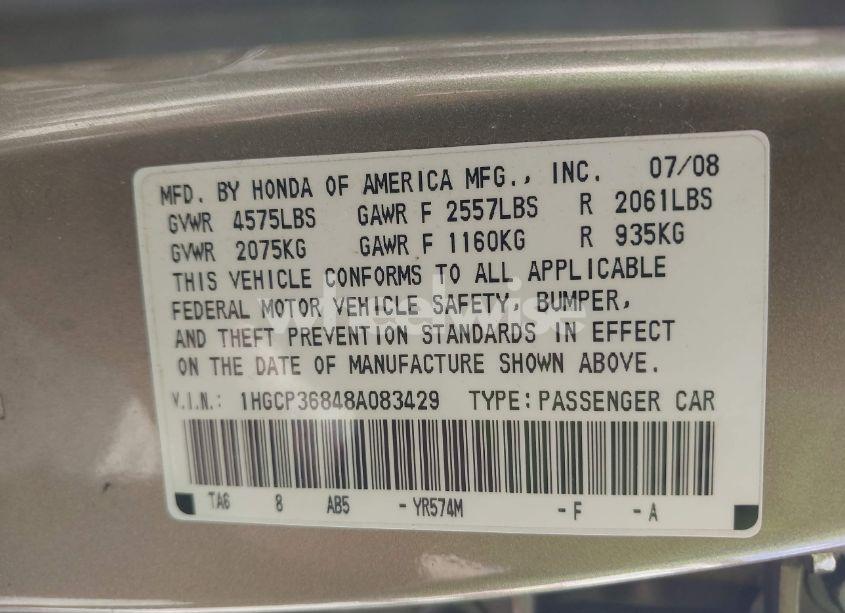 MFD. BY HONDA OF AMERICA MFG., INC. 07/08
GVWR 4575LBS GAWR F 2557LBS R 2061LBS
GVWR 2075KG GAWR F 1160KG R 935KG
THIS VEHICLE CONFORMS TO ALL APPLICABLE
FEDERAL MOTOR VEHICLE SAFETY, BUMPER,
AND THEFT PREVENTION STANDARDS IN EFFECT
ON THE DATE OF MANUFACTURE SHOWN ABOVE.
V.I.N.: 1HGCP36848A083429 TYPE: PASSENGER CAR
TA6 8 AB5 - YR574M - F - A